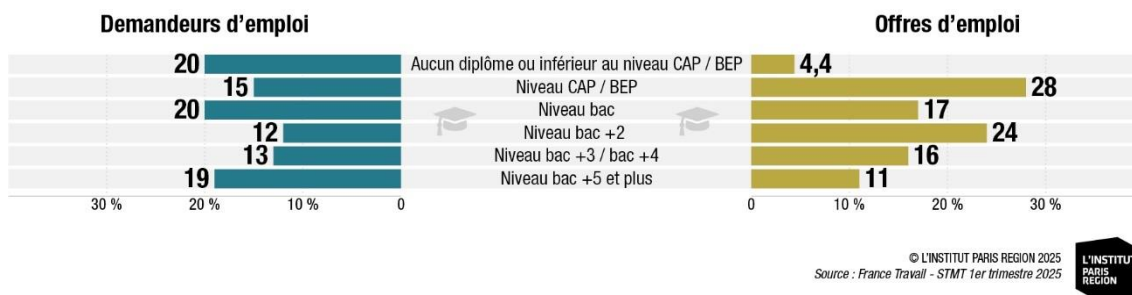 Demandeurs d'emploi
Offres d'emploi
20 Aucun diplôme ou inférieur au niveau CAP / BEP 4,4
15 Niveau CAP / BEP 28
20 Niveau bac 17
12 Niveau bac +2 24
13 Niveau bac +3 / bac +4 16
19 Niveau bac +5 et plus 11
30 % 20 % 10 % 0 0 10 % 20 % 30 %
© L'INSTITUT PARIS REGION 2025
Source : France Travail - STMT 1er trimestre 2025
L'INSTITUT
PARIS
REGION